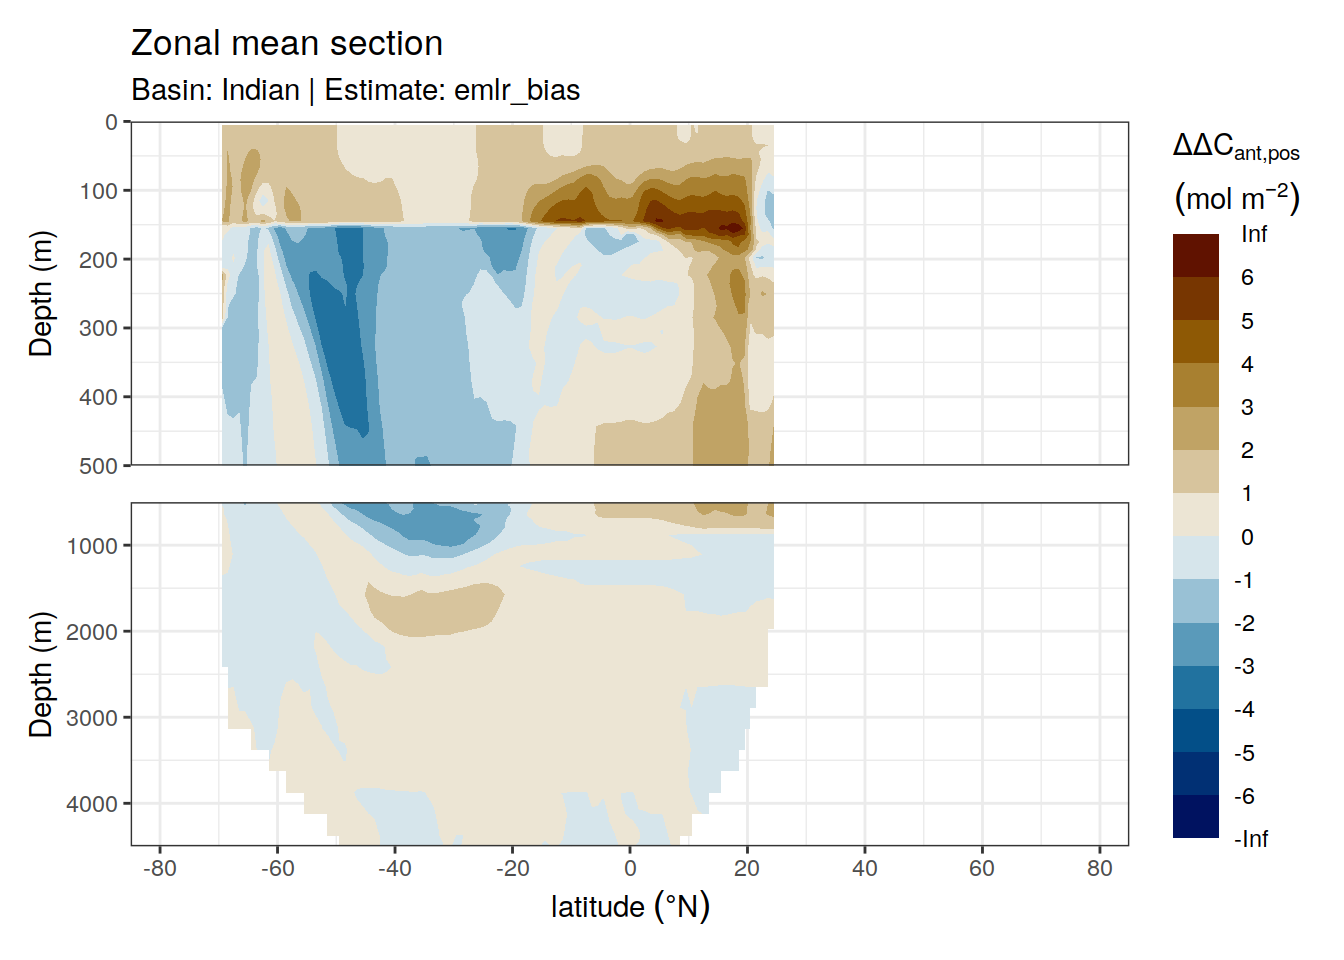 Zonal mean section
Basin: Indian | Estimate: emlr_bias
0
100
200
300
400
500
Depth (m)
1000
2000
3000
4000
Depth (m)
-80 -60 -40 -20 0 20 40 60 80
latitude (°N)
ΔΔC_ant,pos
(mol m⁻²)
Inf
6
5
4
3
2
1
0
-1
-2
-3
-4
-5
-6
-Inf